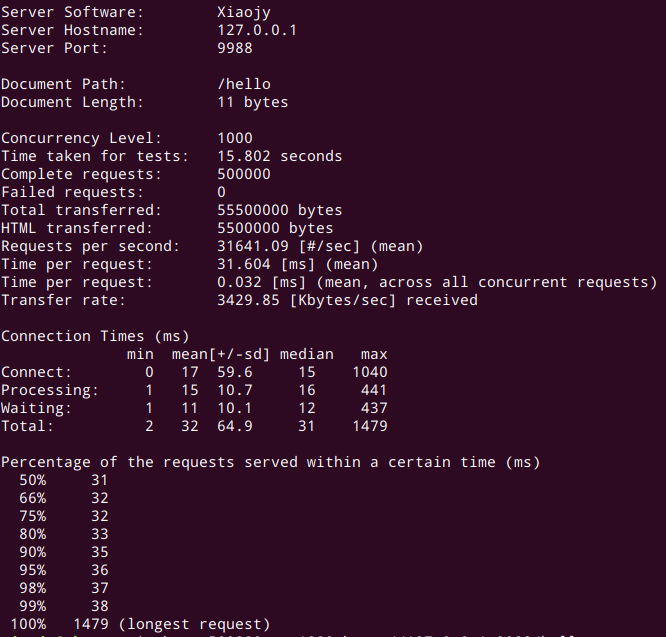 Server Software: Xiaojy
Server Hostname: 127.0.0.1
Server Port: 9988
Document Path: /hello
Document Length: 11 bytes
Concurrency Level: 1000
Time taken for tests: 15.802 seconds
Complete requests: 500000
Failed requests: 0
Total transferred: 55500000 bytes
HTML transferred: 5500000 bytes
Requests per second: 31641.09 [#/sec] (mean)
Time per request: 31.604 [ms] (mean)
Time per request: 0.032 [ms] (mean, across all concurrent requests)
Transfer rate: 3429.85 [Kbytes/sec] received
Connection Times (ms)
min mean[+/-sd] median max
Connect: 0 17 59.6 15 1040
Processing: 1 15 10.7 16 441
Waiting: 1 11 10.1 12 437
Total: 2 32 64.9 31 1479
Percentage of the requests served within a certain time (ms)
50% 31
66% 32
75% 32
80% 33
90% 35
95% 36
98% 37
99% 38
100% 1479 (longest request)